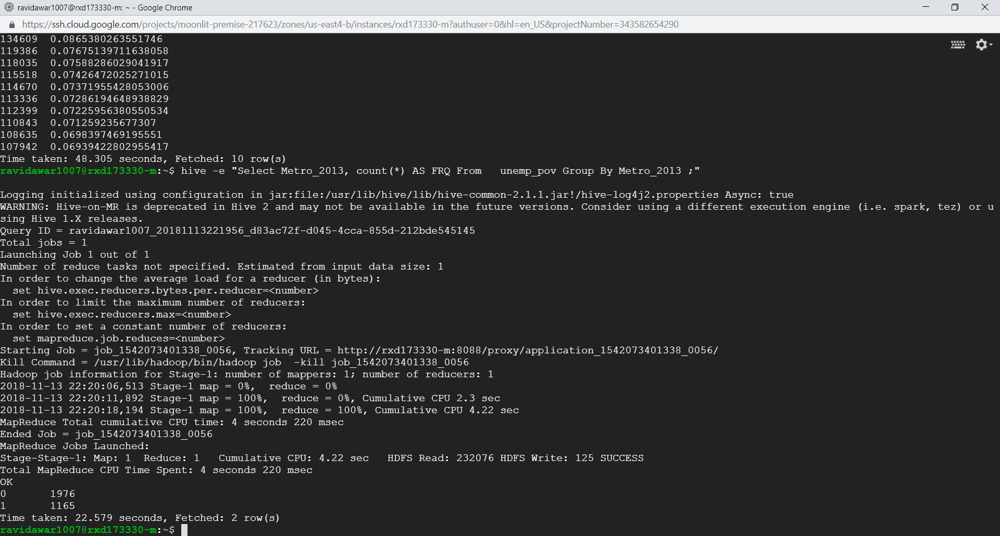 ravidawar1007@rxd173330-m: ~ - Google Chrome
https://ssh.cloud.google.com/projects/moonlit-premise-217623/zones/us-east4-b/instances/rxd173330-m?authuser=0&hl=en_US&projectNumber=343582654290
134609  0.0865380263551746
119386  0.07675139711638058
118035  0.07588286029041917
115518  0.07426472025271015
114670  0.07371955428053006
113336  0.07286194648938829
112399  0.07225956380550534
110843  0.071259235677307
108635  0.0698397469195551
107942  0.06939422802955417
Time taken: 48.305 seconds, Fetched: 10 row(s)
ravidawar1007@rxd173330-m:~$ hive -e "Select Metro_2013, count(*) AS FRQ From   unemp_pov Group By Metro_2013 ;"
Logging initialized using configuration in jar:file:/usr/lib/hive/lib/hive-common-2.1.1.jar!/hive-log4j2.properties Async: true
WARNING: Hive-on-MR is deprecated in Hive 2 and may not be available in the future versions. Consider using a different execution engine (i.e. spark, tez) or u
sing Hive 1.X releases.
Query ID = ravidawar1007_20181113221956_d83ac72f-d045-4cca-855d-212bde545145
Total jobs = 1
Launching Job 1 out of 1
Number of reduce tasks not specified. Estimated from input data size: 1
In order to change the average load for a reducer (in bytes):
  set hive.exec.reducers.bytes.per.reducer=<number>
In order to limit the maximum number of reducers:
  set hive.exec.reducers.max=<number>
In order to set a constant number of reducers:
  set mapreduce.job.reduces=<number>
Starting Job = job_1542073401338_0056, Tracking URL = http://rxd173330-m:8088/proxy/application_1542073401338_0056/
Kill Command = /usr/lib/hadoop/bin/hadoop job  -kill job_1542073401338_0056
Hadoop job information for Stage-1: number of mappers: 1; number of reducers: 1
2018-11-13 22:20:06,513 Stage-1 map = 0%,  reduce = 0%
2018-11-13 22:20:11,892 Stage-1 map = 100%,  reduce = 0%, Cumulative CPU 2.3 sec
2018-11-13 22:20:18,194 Stage-1 map = 100%,  reduce = 100%, Cumulative CPU 4.22 sec
MapReduce Total cumulative CPU time: 4 seconds 220 msec
Ended Job = job_1542073401338_0056
MapReduce Jobs Launched:
Stage-Stage-1: Map: 1  Reduce: 1   Cumulative CPU: 4.22 sec   HDFS Read: 232076 HDFS Write: 125 SUCCESS
Total MapReduce CPU Time Spent: 4 seconds 220 msec
OK
0       1976
1       1165
Time taken: 22.579 seconds, Fetched: 2 row(s)
ravidawar1007@rxd173330-m:~$